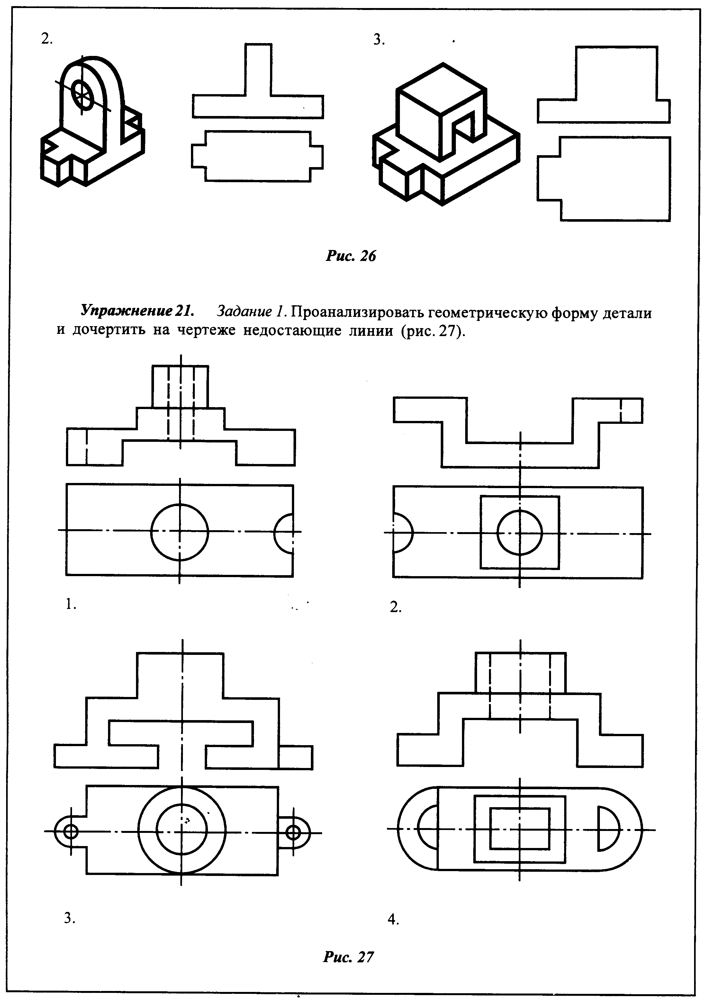 2.
3.
Рис. 26
Упражнение 21. Задание 1. Проанализировать геометрическую форму детали
и дочертить на чертеже недостающие линии (рис. 27).
1.
2.
3.
4.
Рис. 27